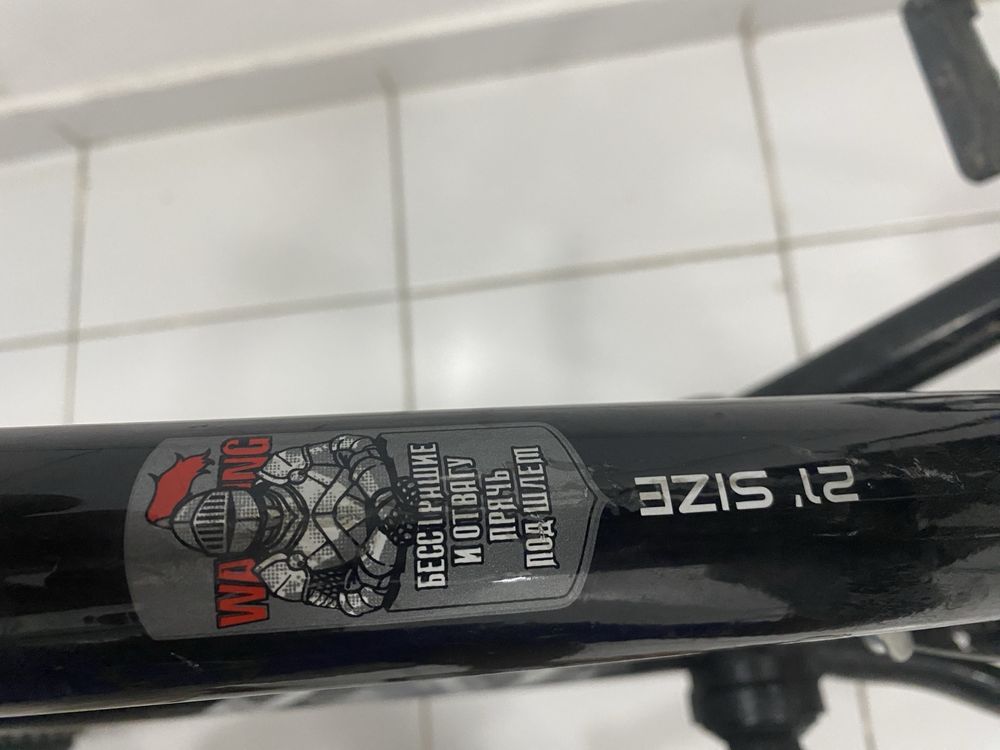 WA NG
БЕССТРАШИЕ
И ОТВАГУ
ПРЯЧЬ
ПОД ШЛЕМ
21' SIZE